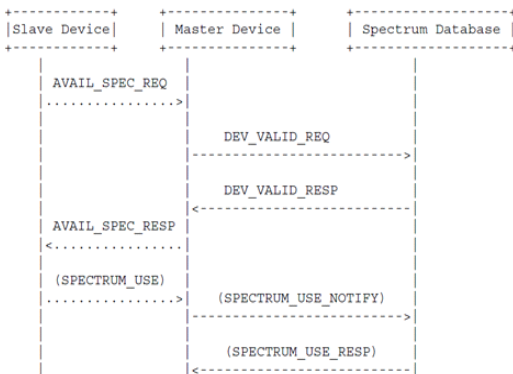 Slave Device Master Device Spectrum Database
AVAIL_SPEC_REQ
DEV_VALID_REQ
DEV_VALID_RESP
AVAIL_SPEC_RESP
(SPECTRUM_USE)
(SPECTRUM_USE_NOTIFY)
(SPECTRUM_USE_RESP)